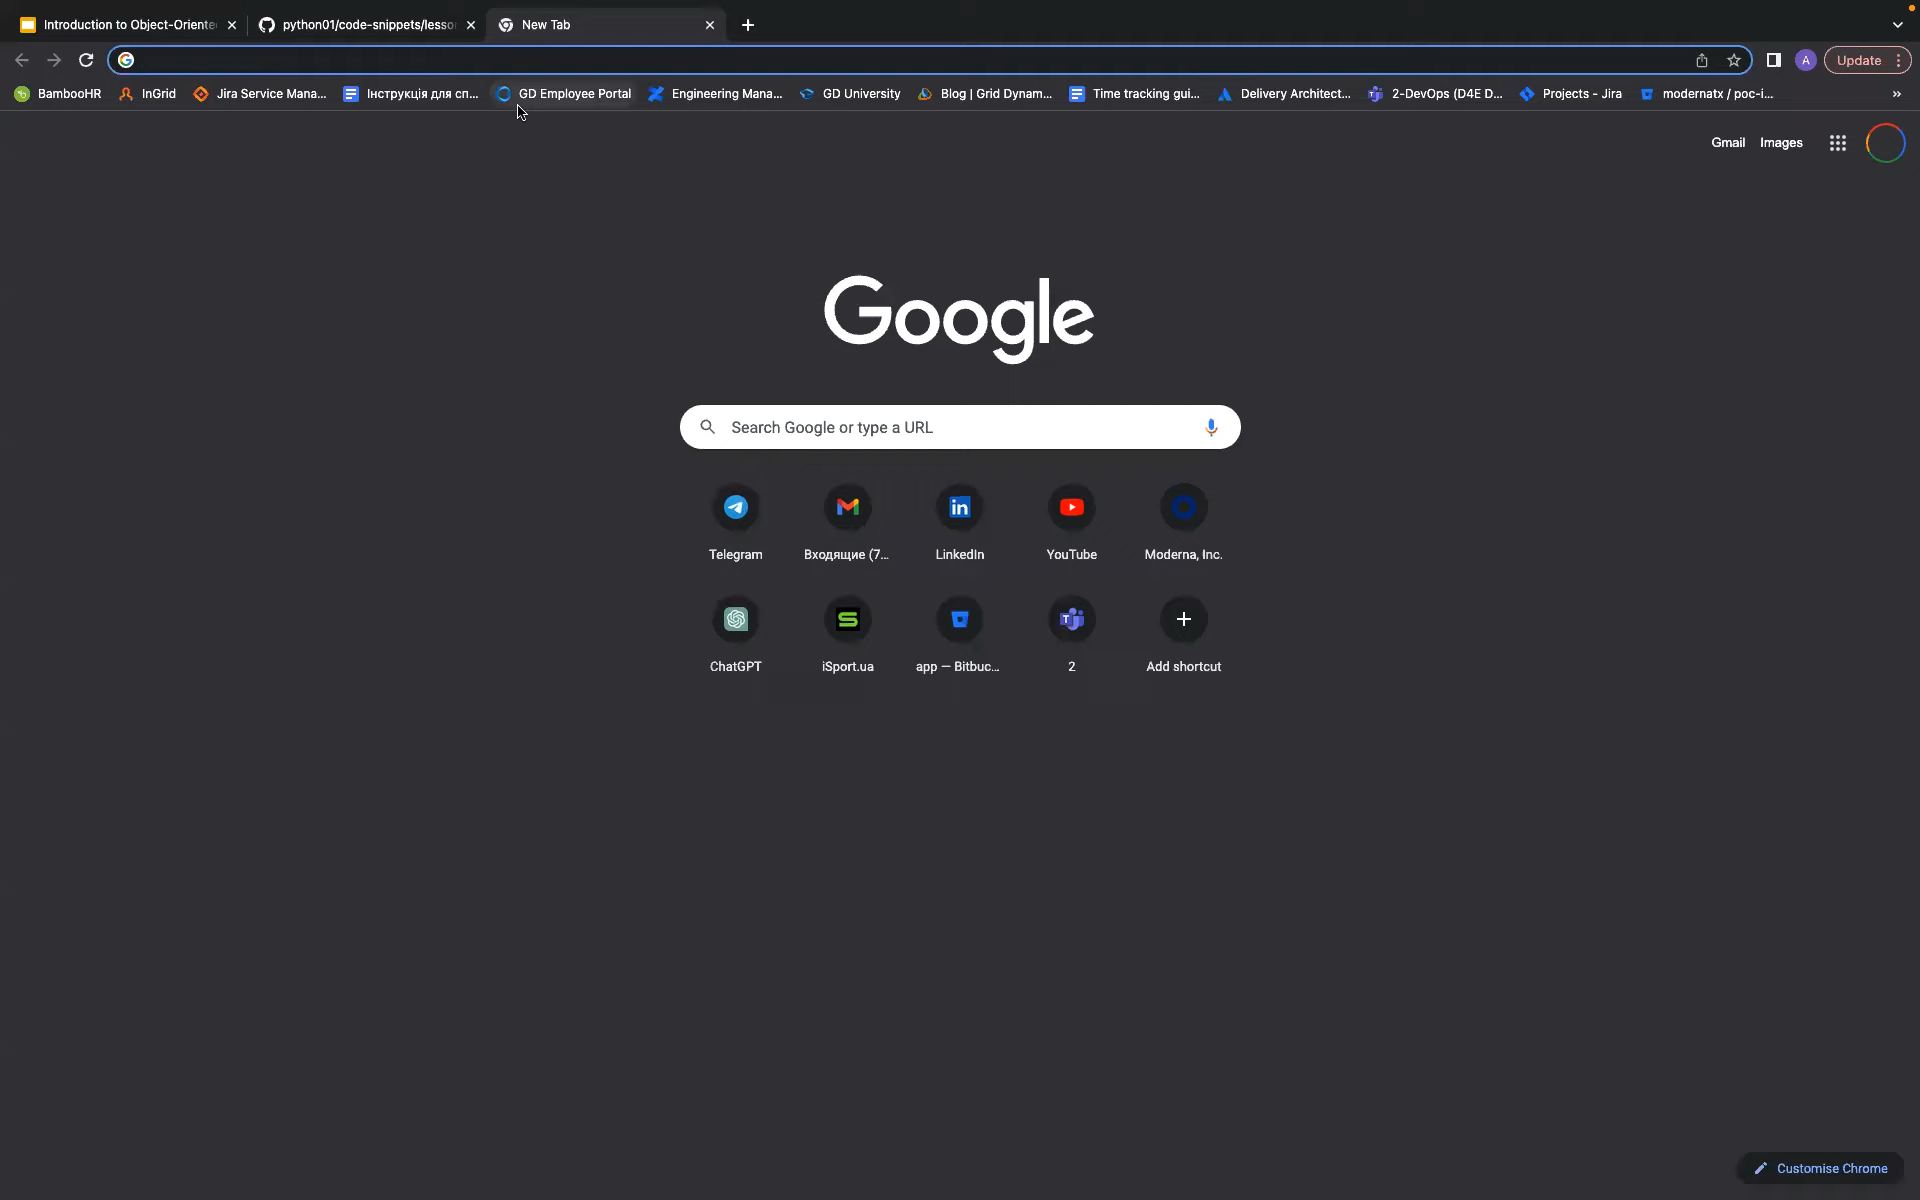 Introduction to Object-Oriente
python01/code-snippets/lesso
New Tab
A
Update
BambooHR
InGrid
Jira Service Mana...
Інструкція для сп...
GD Employee Portal
Engineering Mana...
GD University
Blog | Grid Dynam...
Time tracking gui...
Delivery Architect...
2-DevOps (D4E D...
Projects - Jira
modernatx / poc-i...
Gmail
Images
Google
Search Google or type a URL
Telegram
Входящие (7...
LinkedIn
YouTube
Moderna, Inc.
ChatGPT
iSport.ua
app — Bitbuc...
2
Add shortcut
Customise Chrome